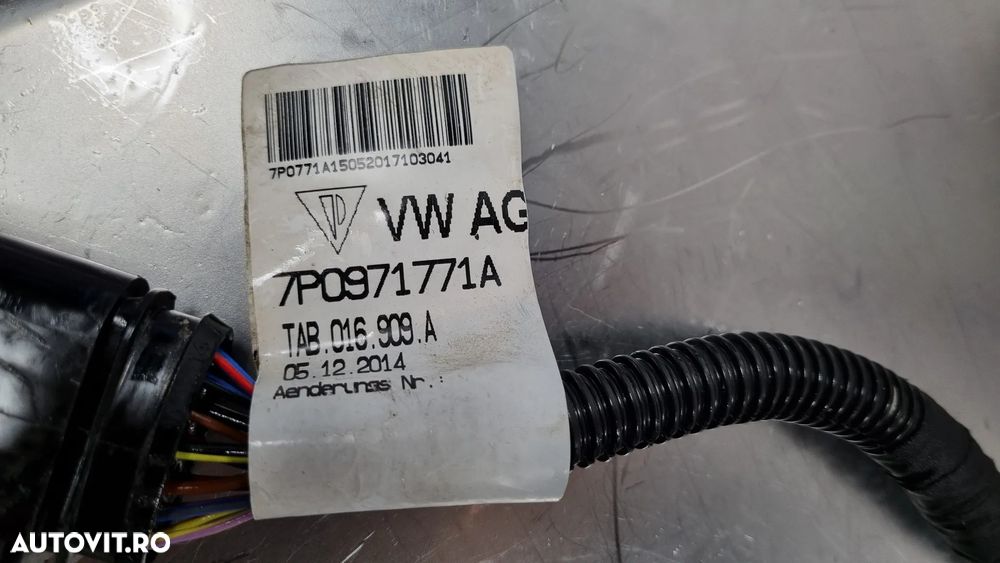 7P0771A15052017103041
VW AG
7P0971771A
TAB.016.909.A
05.12.2014
Aenderungs Nr.:
AUTOVIT.RO